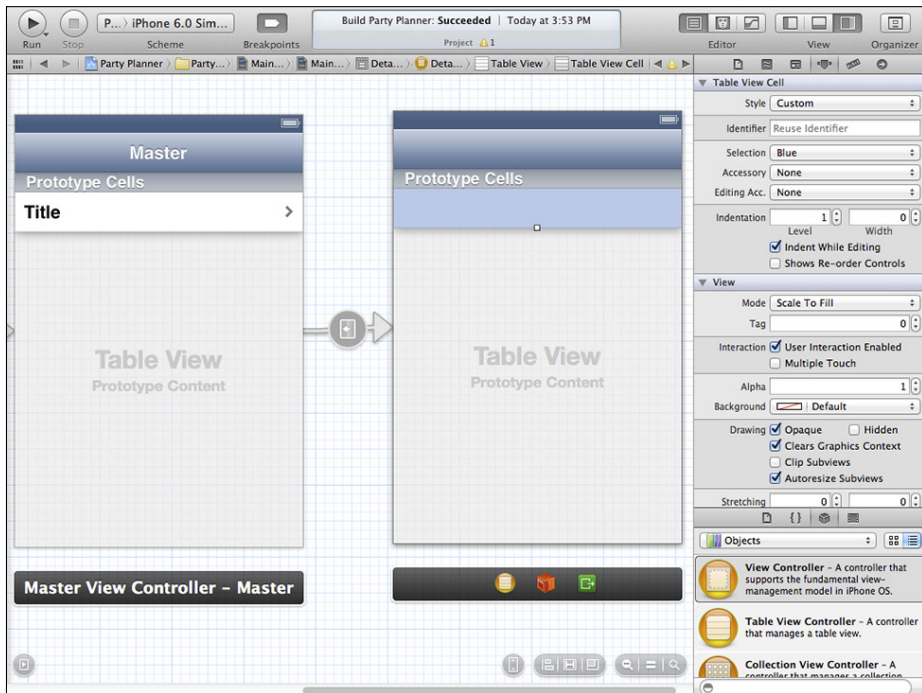 P... iPhone 6.0 Sim...
Build Party Planner: Succeeded | Today at 3:53 PM
Project 1
Run Stop Scheme Breakpoints Editor View Organizer
Party Planner Party... Main... Main... Deta... Deta... Table View Table View Cell
Table View Cell
Style Custom
Identifier Reuse Identifier
Selection Blue
Accessory None
Editing Acc. None
Indentation 1 0
Level Width
Indent While Editing
Shows Re-order Controls
View
Mode Scale To Fill
Tag 0
Interaction User Interaction Enabled
Multiple Touch
Alpha 1
Background Default
Drawing Opaque Hidden
Clears Graphics Context
Clip Subviews
Autoresize Subviews
Stretching 0 0
{}
Objects
View Controller – A controller that
supports the fundamental view-
management model in iPhone OS.
Table View Controller – A controller
that manages a table view.
Collection View Controller – A
controller that manages a collection
Master
Prototype Cells
Title
Table View
Prototype Content
Master View Controller – Master
Prototype Cells
Table View
Prototype Content